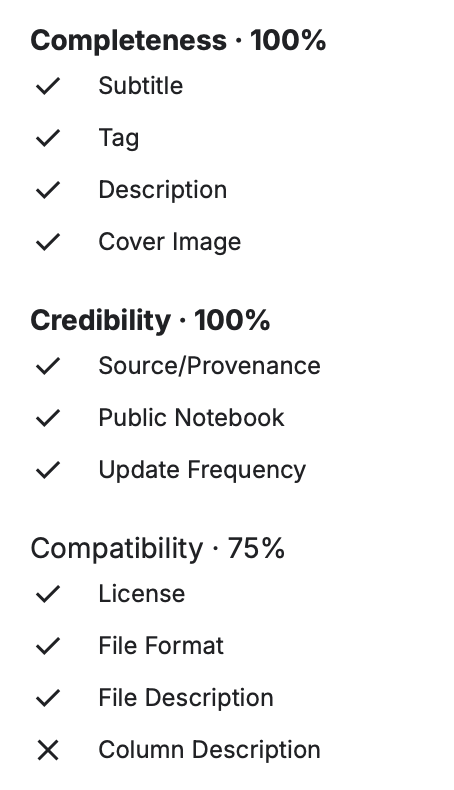 Completeness · 100%
Subtitle
Tag
Description
Cover Image
Credibility · 100%
Source/Provenance
Public Notebook
Update Frequency
Compatibility · 75%
License
File Format
File Description
Column Description